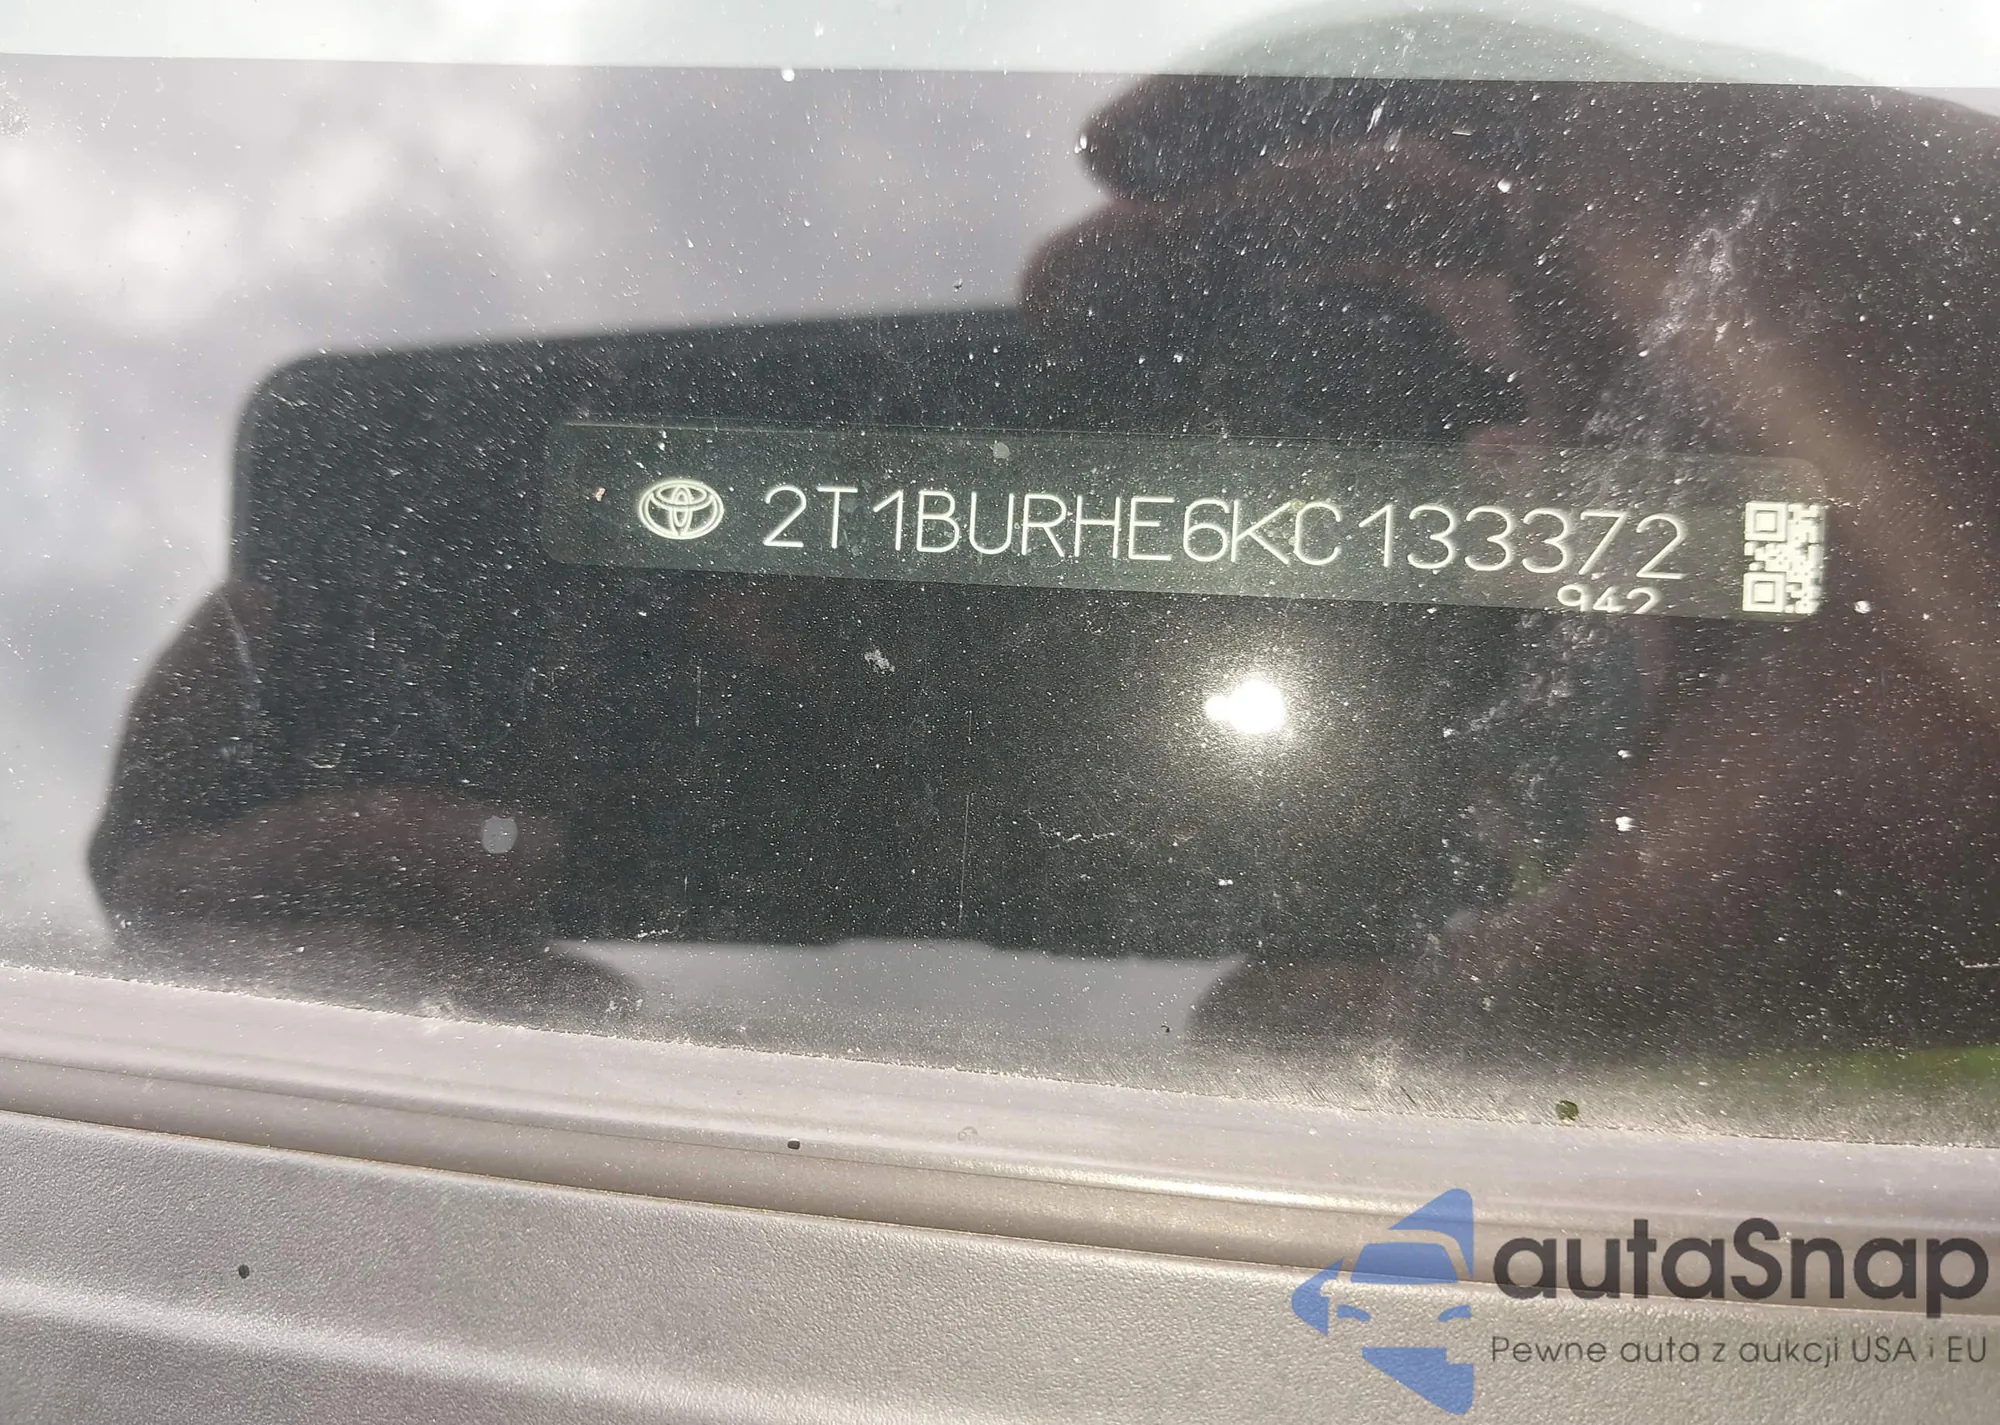 2T1BURHE6KC133372
942
autaSnap
Pewne auta z aukcji USA i EU